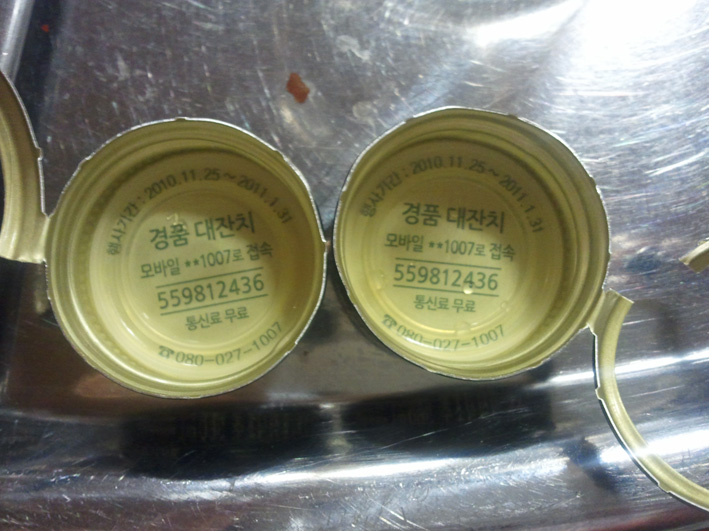 행사기간 : 2010.11.25~2011.1.31
경품 대잔치
모바일 **1007로 접속
559812436
통신료 무료
☎080-027-1007
행사기간 : 2010.11.25~2011.1.31
경품 대잔치
모바일 **1007로 접속
559812436
통신료 무료
☎080-027-1007